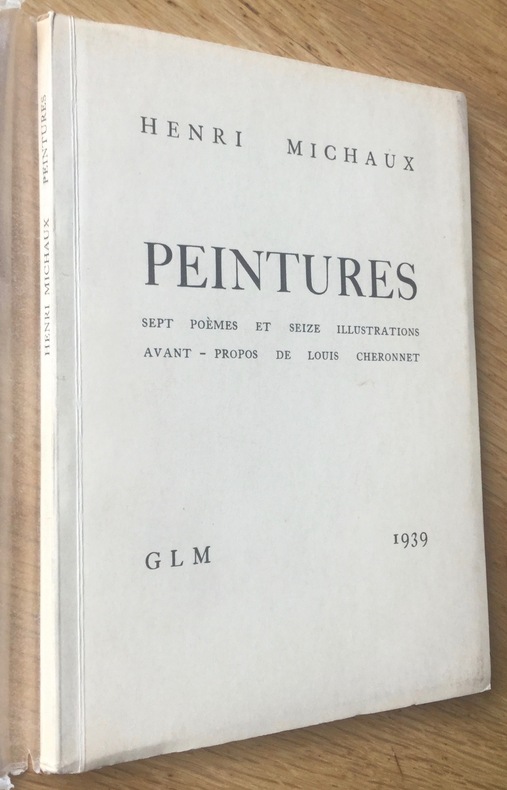 HENRI MICHAUX
PEINTURES
SEPT POÈMES ET SEIZE ILLUSTRATIONS
AVANT - PROPOS DE LOUIS CHERONNET
GLM 1939
HENRI MICHAUX PEINTURES